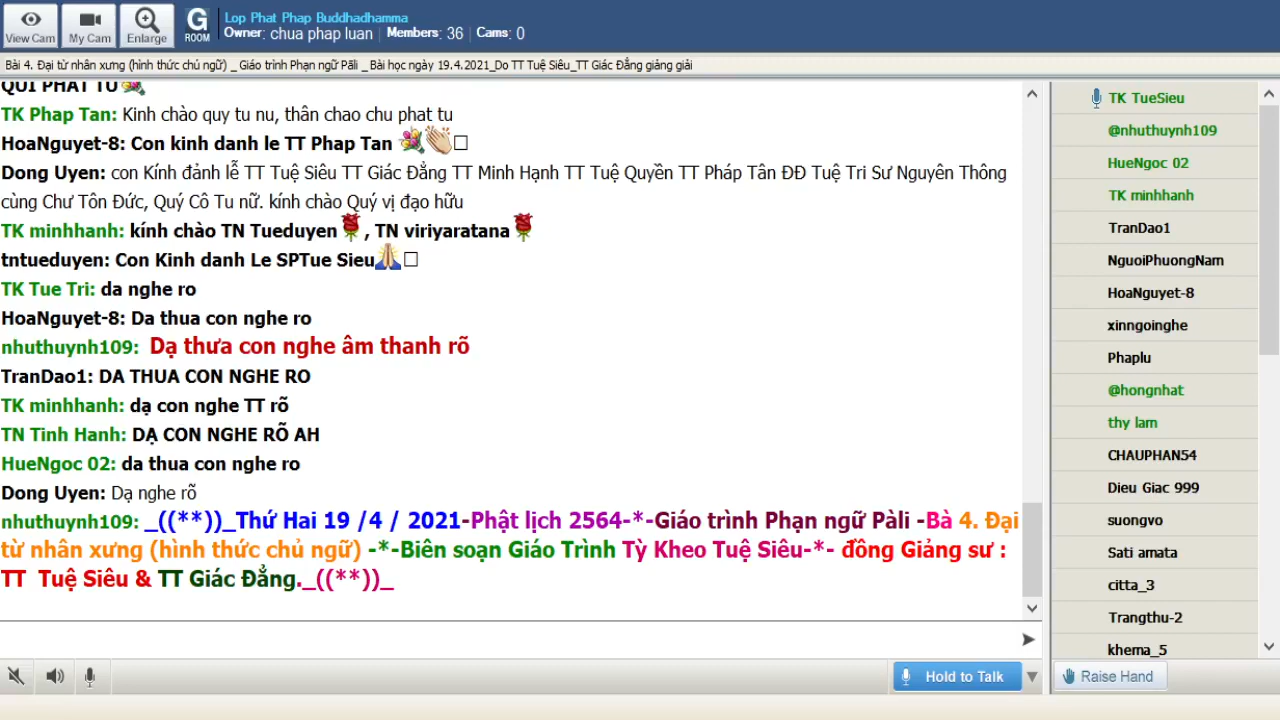 View Cam
My Cam
Enlarge
G
ROOM
Lop Phat Phap Buddhadhamma
Owner: chua phap luan | Members: 36 | Cams: 0
Bài 4. Đại từ nhân xưng (hình thức chủ ngữ) _ Giáo trình Phạn ngữ Pāli _ Bài học ngày 19.4.2021_Do TT Tuệ Siêu_TT Giác Đẳng giảng giải
QUI PHAT TU
TK Phap Tan: Kinh chào quy tu nu, thân chao chu phat tu
HoaNguyet-8: Con kinh danh le TT Phap Tan
Dong Uyen: con Kính đảnh lễ TT Tuệ Siêu TT Giác Đẳng TT Minh Hạnh TT Tuệ Quyền TT Pháp Tân ĐĐ Tuệ Tri Sư Nguyên Thông
cùng Chư Tôn Đức, Quý Cô Tu nữ. kính chào Quý vị đạo hữu
TK minhhanh: kính chào TN Tueduyen, TN viriyaratana
tntueduyen: Con Kinh danh Le SPTue Sieu
TK Tue Tri: da nghe ro
HoaNguyet-8: Da thua con nghe ro
nhuthuynh109: Dạ thưa con nghe âm thanh rõ
TranDao1: DA THUA CON NGHE RO
TK minhhanh: dạ con nghe TT rõ
TN Tinh Hanh: DẠ CON NGHE RÕ AH
HueNgoc 02: da thua con nghe ro
Dong Uyen: Dạ nghe rõ
nhuthuynh109: _((**))_Thứ Hai 19 /4 / 2021-Phật lịch 2564-*-Giáo trình Phạn ngữ Pàli -Bà 4. Đại
từ nhân xưng (hình thức chủ ngữ) -*-Biên soạn Giáo Trình Tỳ Kheo Tuệ Siêu-*- đồng Giảng sư :
TT Tuệ Siêu & TT Giác Đẳng._((**))_
TK TueSieu
@nhuthuynh109
HueNgoc 02
TK minhhanh
TranDao1
NguoiPhuongNam
HoaNguyet-8
xinngoinghe
Phaplu
@hongnhat
thy lam
CHAUPHAN54
Dieu Giac 999
suongvo
Sati amata
citta_3
Trangthu-2
khema_5
Hold to Talk
Raise Hand